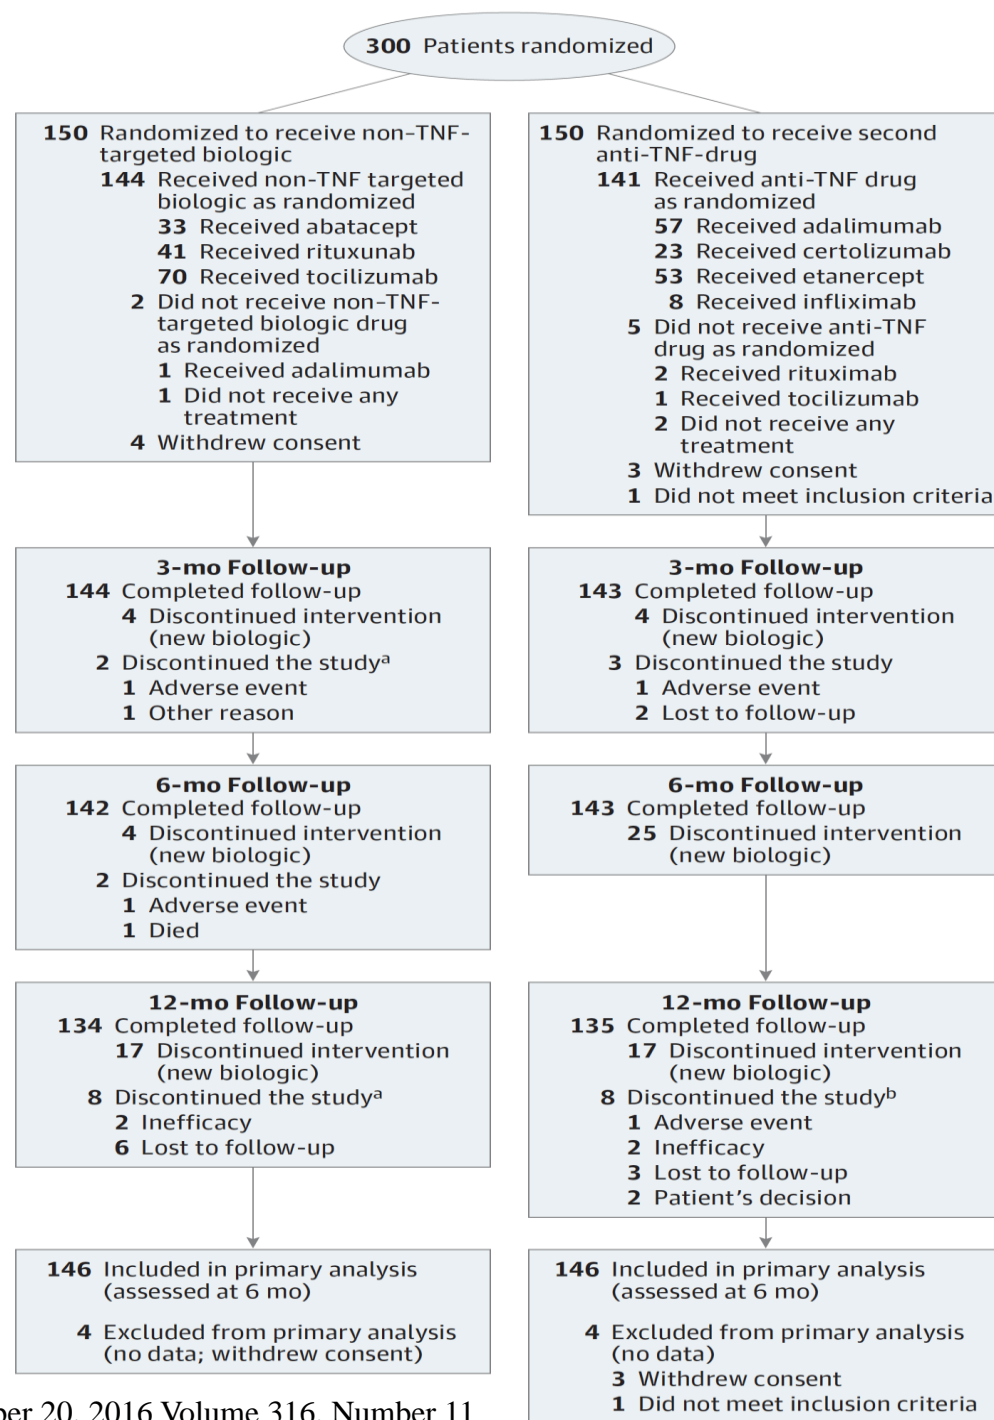 300 Patients randomized
150 Randomized to receive non–TNF-
targeted biologic
144 Received non–TNF targeted
biologic as randomized
33 Received abatacept
41 Received rituxunab
70 Received tocilizumab
2 Did not receive non–TNF-
targeted biologic drug
as randomized
1 Received adalimumab
1 Did not receive any
treatment
4 Withdrew consent
150 Randomized to receive second
anti-TNF-drug
141 Received anti-TNF drug
as randomized
57 Received adalimumab
23 Received certolizumab
53 Received etanercept
8 Received infliximab
5 Did not receive anti-TNF
drug as randomized
2 Received rituximab
1 Received tocilizumab
2 Did not receive any
treatment
3 Withdrew consent
1 Did not meet inclusion criteria
3-mo Follow-up
144 Completed follow-up
4 Discontinued intervention
(new biologic)
2 Discontinued the studyᵃ
1 Adverse event
1 Other reason
3-mo Follow-up
143 Completed follow-up
4 Discontinued intervention
(new biologic)
3 Discontinued the study
1 Adverse event
2 Lost to follow-up
6-mo Follow-up
142 Completed follow-up
4 Discontinued intervention
(new biologic)
2 Discontinued the study
1 Adverse event
1 Died
6-mo Follow-up
143 Completed follow-up
25 Discontinued intervention
(new biologic)
12-mo Follow-up
134 Completed follow-up
17 Discontinued intervention
(new biologic)
8 Discontinued the studyᵃ
2 Inefficacy
6 Lost to follow-up
12-mo Follow-up
135 Completed follow-up
17 Discontinued intervention
(new biologic)
8 Discontinued the studyᵇ
1 Adverse event
2 Inefficacy
3 Lost to follow-up
2 Patient's decision
146 Included in primary analysis
(assessed at 6 mo)
4 Excluded from primary analysis
(no data; withdrew consent)
146 Included in primary analysis
(assessed at 6 mo)
4 Excluded from primary analysis
(no data)
3 Withdrew consent
1 Did not meet inclusion criteria
ber 20, 2016 Volume 316, Number 11